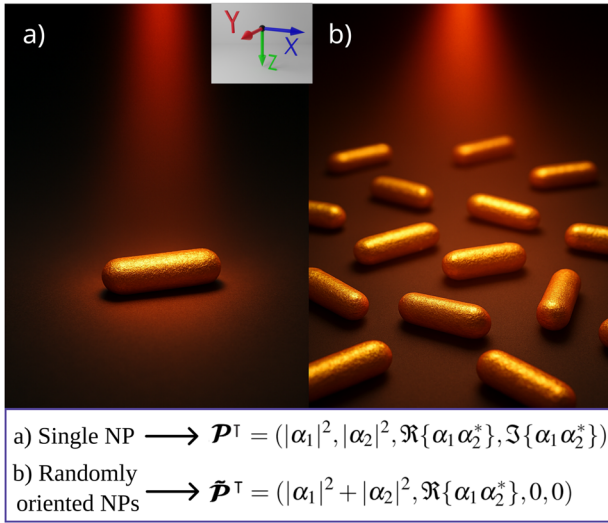 a)
Y
X
Z
b)
a) Single NP ⟶ 𝓟ᵀ = (|α₁|², |α₂|², ℜ{α₁α₂*}, ℑ{α₁α₂*})
b) Randomly
oriented NPs ⟶ 𝓟̃ᵀ = (|α₁|² + |α₂|², ℜ{α₁α₂*}, 0, 0)